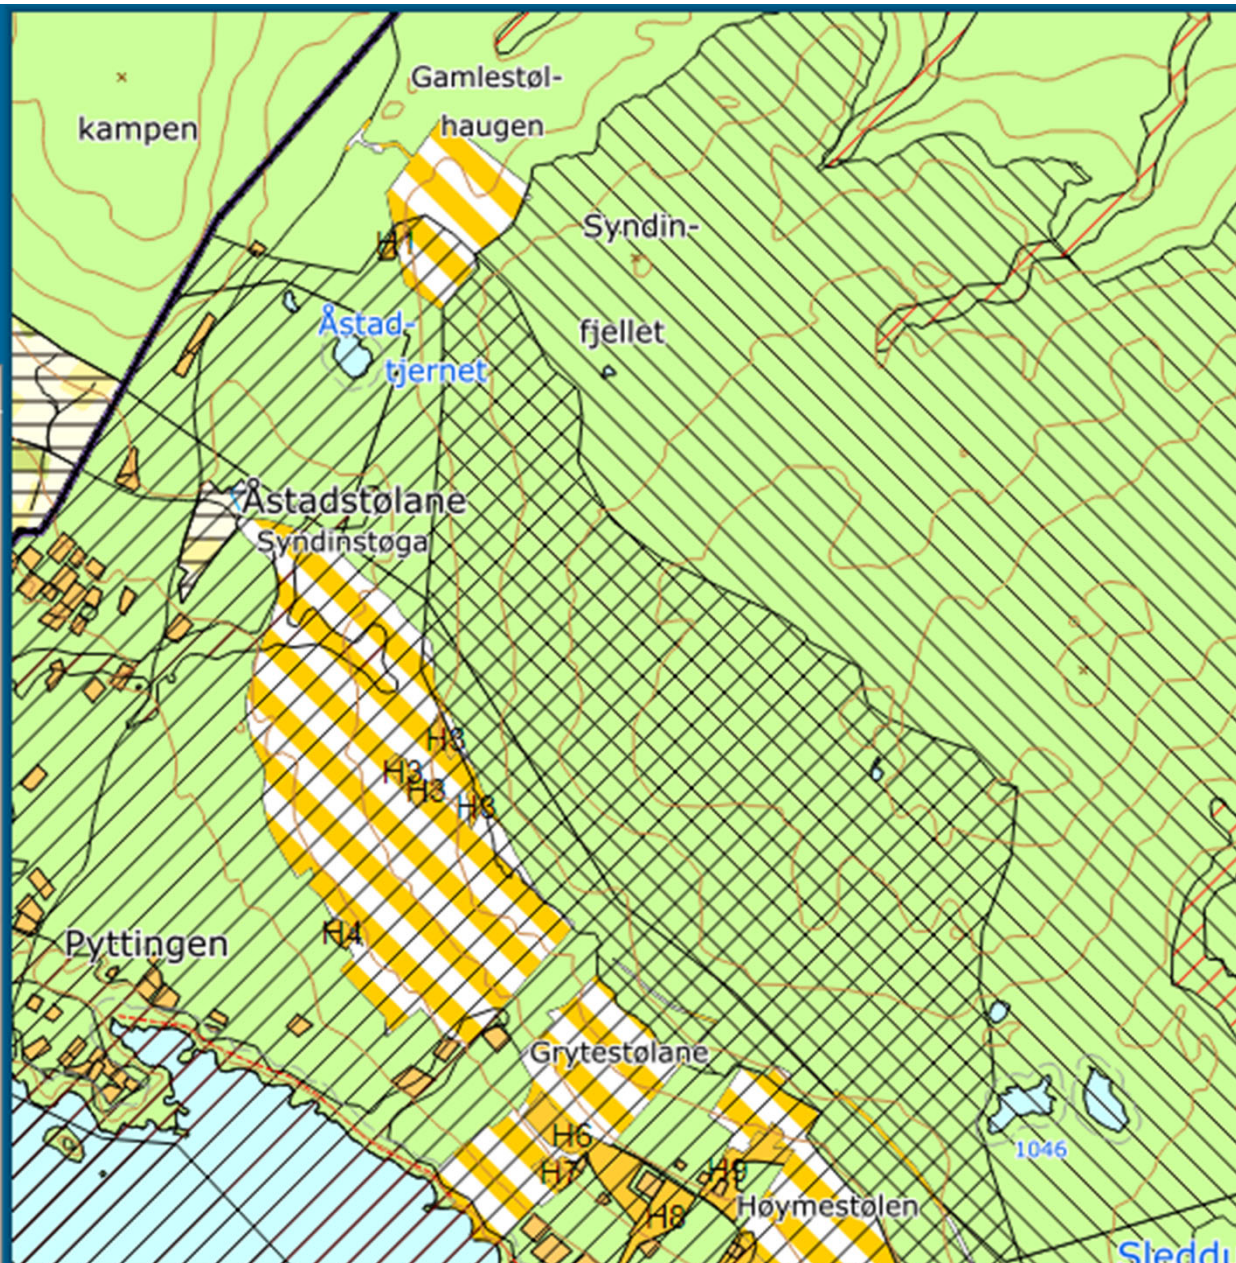 Gamlestøl-
haugen
kampen
Syndin-
fjellet
H1
Åstad-
tjernet
Åstadstølane
Syndinstøga
H3
H3
H3
H3
H4
Pyttingen
Grytestølane
H6
H7
H9
H8
Høymestølen
1046